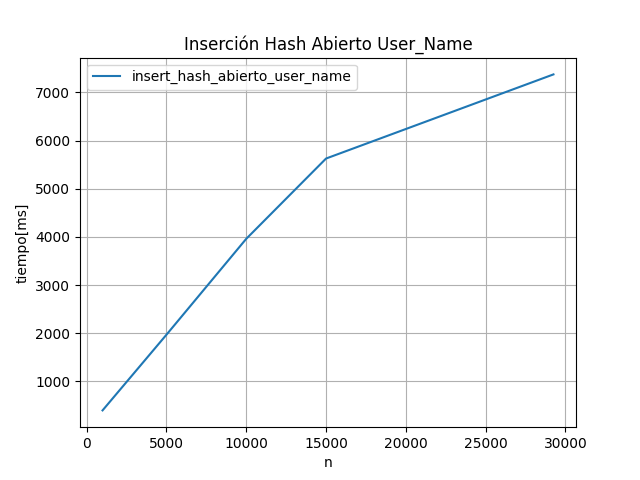 Inserción Hash Abierto User_Name
insert_hash_abierto_user_name
tiempo[ms]
7000
6000
5000
4000
3000
2000
1000
0 5000 10000 15000 20000 25000 30000
n